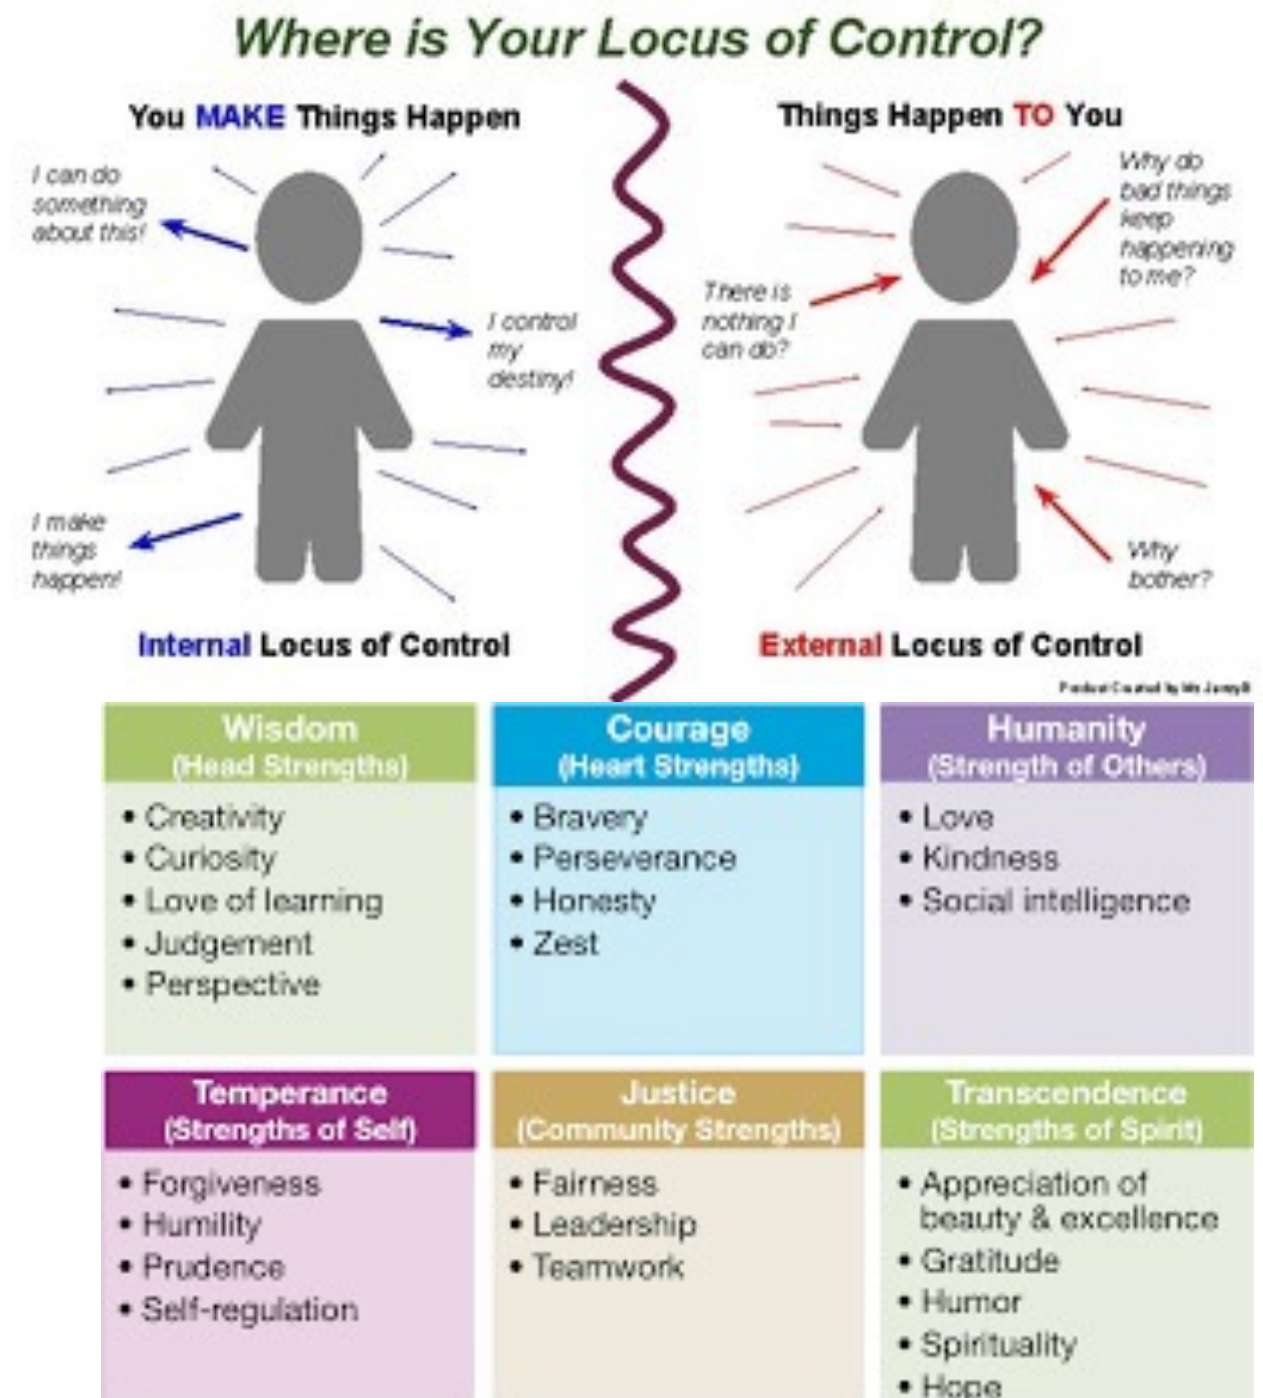 Where is Your Locus of Control?
You MAKE Things Happen
I can do
something
about this!
I control
my
destiny!
I make
things
happen!
Internal Locus of Control
Things Happen TO You
Why do
bad things
keep
happening
to me?
There is
nothing I
can do?
Why
bother?
External Locus of Control
Product Created by Ms
Wisdom
(Head Strengths)
• Creativity
• Curiosity
• Love of learning
• Judgement
• Perspective
Courage
(Heart Strengths)
• Bravery
• Perseverance
• Honesty
• Zest
Humanity
(Strength of Others)
• Love
• Kindness
• Social intelligence
Temperance
(Strengths of Self)
• Forgiveness
• Humility
• Prudence
• Self-regulation
Justice
(Community Strengths)
• Fairness
• Leadership
• Teamwork
Transcendence
(Strengths of Spirit)
• Appreciation of
beauty & excellence
• Gratitude
• Humor
• Spirituality
• Hope